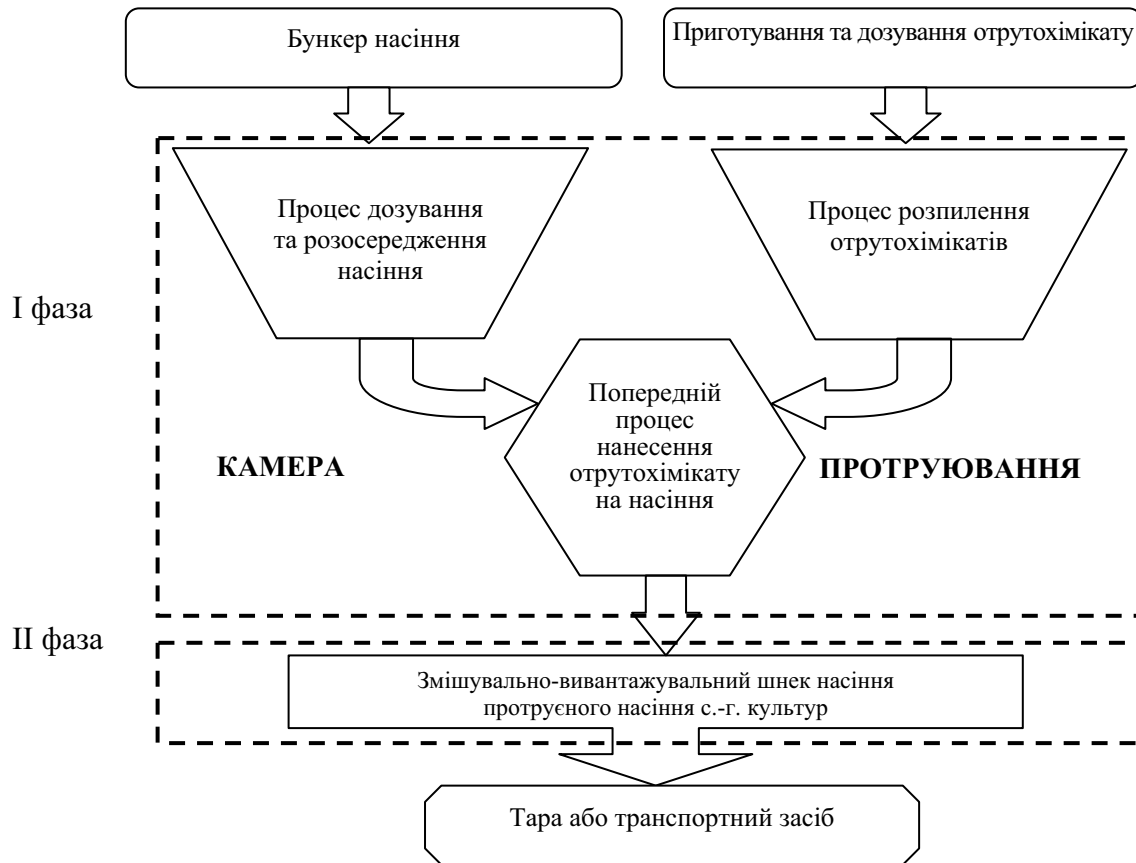 Бункер насіння
Приготування та дозування отрутохімікату
Процес дозування
та розосередження
насіння
Процес розпилення
отрутохімікатів
І фаза
Попередній
процес
нанесення
отрутохімікату
на насіння
КАМЕРА
ПРОТРУЮВАННЯ
ІІ фаза
Змішувально-вивантажувальний шнек насіння
протруєного насіння с.-г. культур
Тара або транспортний засіб